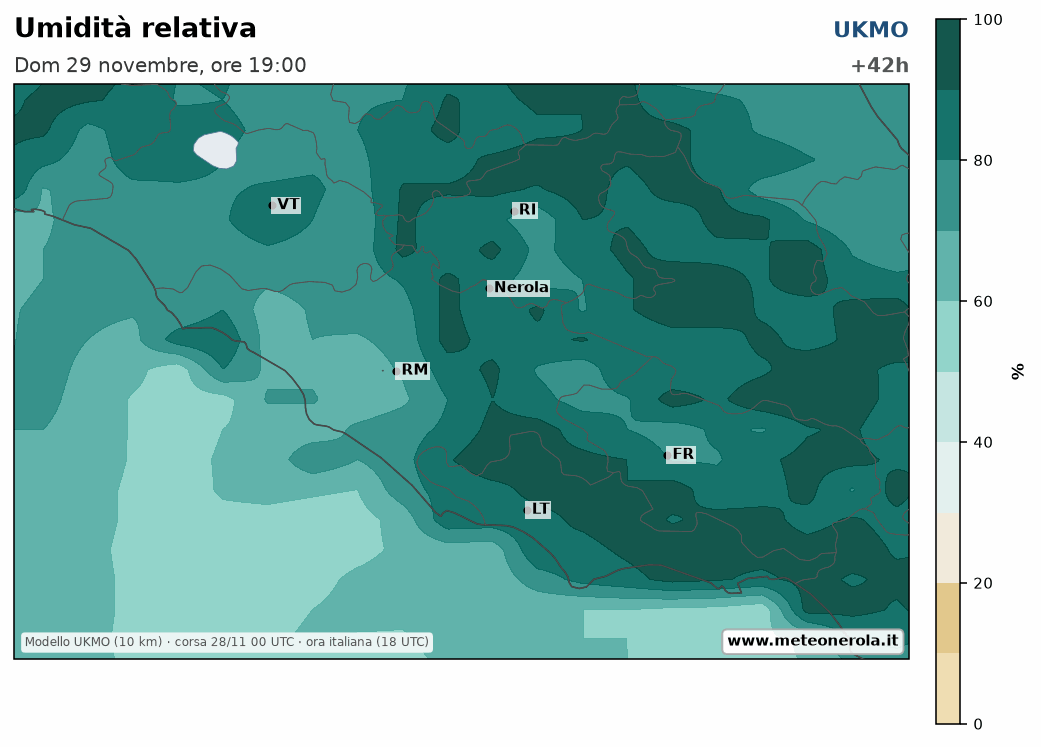 Umidità relativa
UKMO
Dom 29 novembre, ore 19:00
+42h
100
80
60
40
20
0
%
VT
RI
Nerola
RM
FR
LT
Modello UKMO (10 km) · corsa 28/11 00 UTC · ora italiana (18 UTC)
www.meteonerola.it